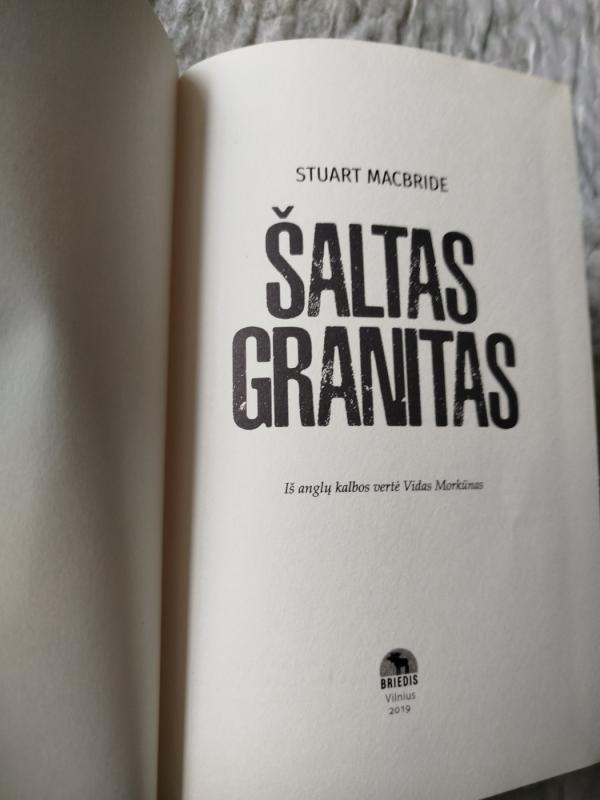 STUART MACBRIDE
ŠALTAS
GRANITAS
Iš anglų kalbos vertė Vidas Morkūnas
BRIEDIS
Vilnius
2019